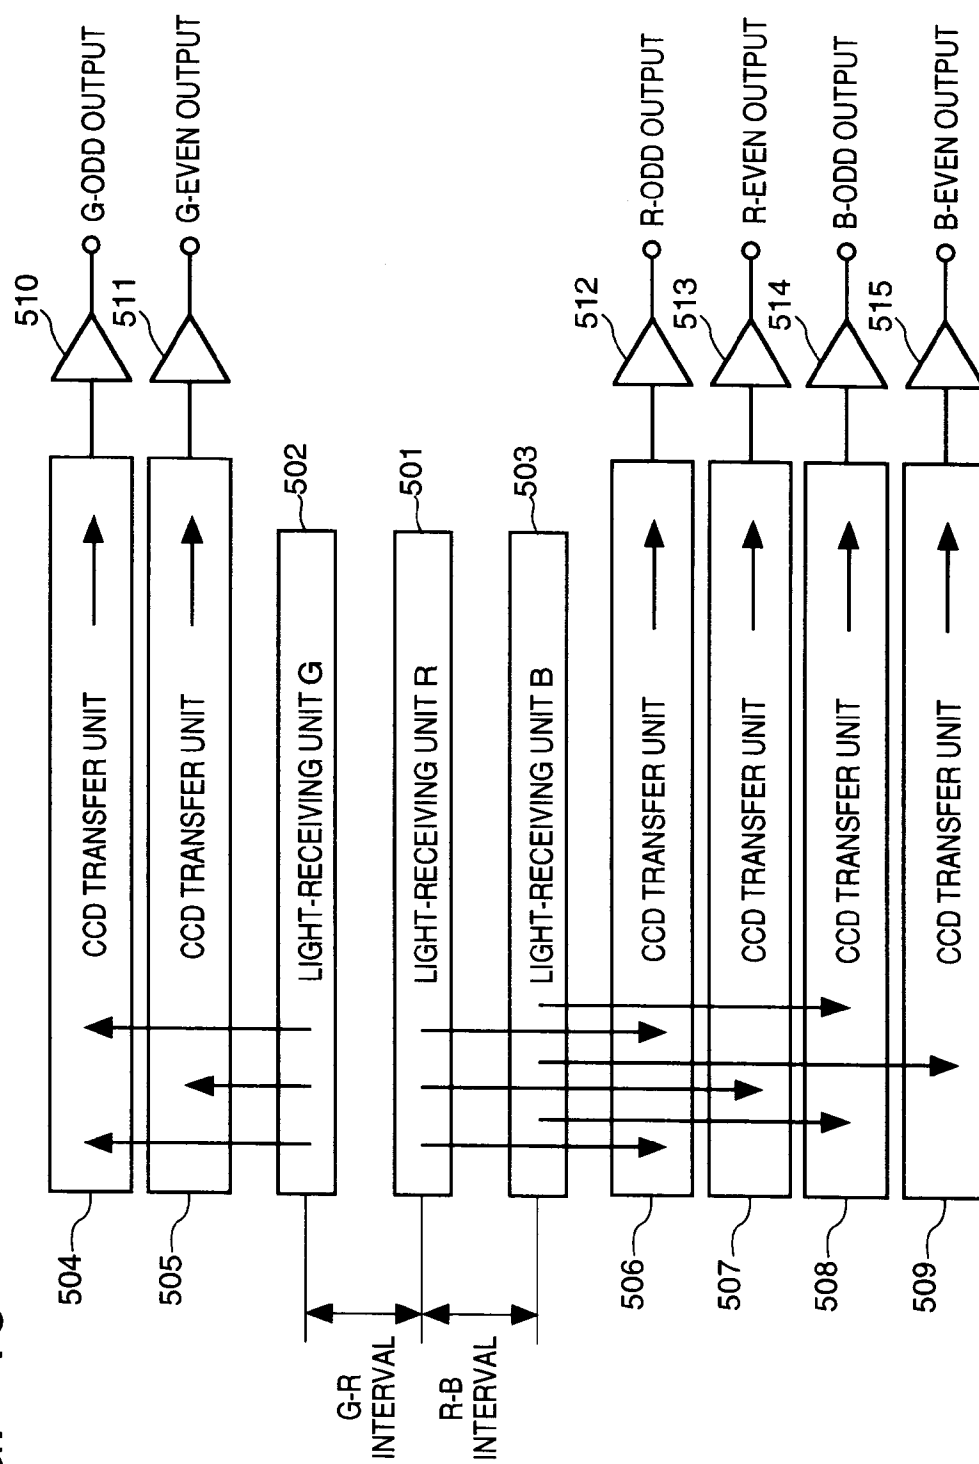 504
CCD TRANSFER UNIT
510
G-ODD OUTPUT
505
CCD TRANSFER UNIT
511
G-EVEN OUTPUT
LIGHT-RECEIVING UNIT G
502
G-R
INTERVAL
LIGHT-RECEIVING UNIT R
501
R-B
INTERVAL
LIGHT-RECEIVING UNIT B
503
506
CCD TRANSFER UNIT
512
R-ODD OUTPUT
507
CCD TRANSFER UNIT
513
R-EVEN OUTPUT
508
CCD TRANSFER UNIT
514
B-ODD OUTPUT
509
CCD TRANSFER UNIT
515
B-EVEN OUTPUT